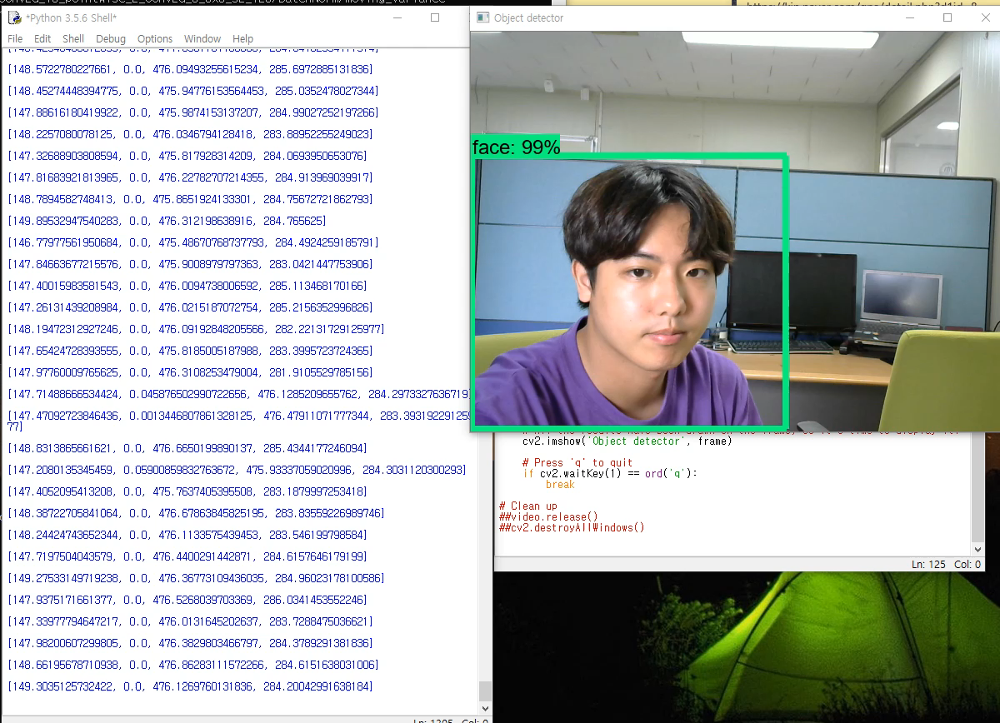 *Python 3.5.6 Shell*
File Edit Shell Debug Options Window Help
[148.5722780227661, 0.0, 476.09493255615234, 285.6972885131836]
[148.45274448394775, 0.0, 475.94776153564453, 285.0352478027344]
[147.88616180419922, 0.0, 475.9874153137207, 284.99027252197266]
[148.2257080078125, 0.0, 476.0346794128418, 283.88952255249023]
[147.32688903808594, 0.0, 475.817928314209, 284.0693950653076]
[147.81683921813965, 0.0, 476.22782707214355, 284.913969039917]
[148.7894582748413, 0.0, 475.8651924133301, 284.75672721862793]
[149.89532947540283, 0.0, 476.312198638916, 284.765625]
[146.77977561950684, 0.0, 475.48670768737793, 284.4924259185791]
[147.84663677215576, 0.0, 475.9008979797363, 283.0421447753906]
[147.40015983581543, 0.0, 476.0094738006592, 285.113468170166]
[147.26131439208984, 0.0, 476.0215187072754, 285.2156352996826]
[148.19472312927246, 0.0, 476.09192848205566, 282.22131729125977]
[147.65424728393555, 0.0, 475.8185005187988, 283.3995723724365]
[147.97760009765625, 0.0, 476.3108253479004, 281.9105529785156]
[147.71488666534424, 0.045876502990722656, 476.1285209655762, 284.2973327636719]
[147.47092723846436, 0.0013446807861328125, 476.47911071777344, 283.393192291259
77]
[148.8313865661621, 0.0, 476.6650199890137, 285.4344177246094]
[147.2080135345459, 0.05900859832763672, 475.93337059020996, 284.3031120300293]
[147.4052095413208, 0.0, 475.7637405395508, 283.1879997253418]
[148.38722705841064, 0.0, 476.67863845825195, 283.83559226989746]
[148.24424743652344, 0.0, 476.1133575439453, 283.546199798584]
[147.7197504043579, 0.0, 476.4400291442871, 284.6157646179199]
[149.27533149719238, 0.0, 476.36773109436035, 284.96023178100586]
[147.9375171661377, 0.0, 476.5268039703369, 286.0341453552246]
[147.33977794647217, 0.0, 476.0131645202637, 283.7288475036621]
[147.98200607299805, 0.0, 476.3829803466797, 284.3789291381836]
[148.66195678710938, 0.0, 476.86283111572266, 284.6151638031006]
[149.3035125732422, 0.0, 476.1269760131836, 284.20042991638184]
Object detector
face: 99%
cv2.imshow('Object detector', frame)
# Press 'q' to quit
if cv2.waitKey(1) == ord('q'):
break
# Clean up
##video.release()
##cv2.destroyAllWindows()
Ln: 125 Col: 0